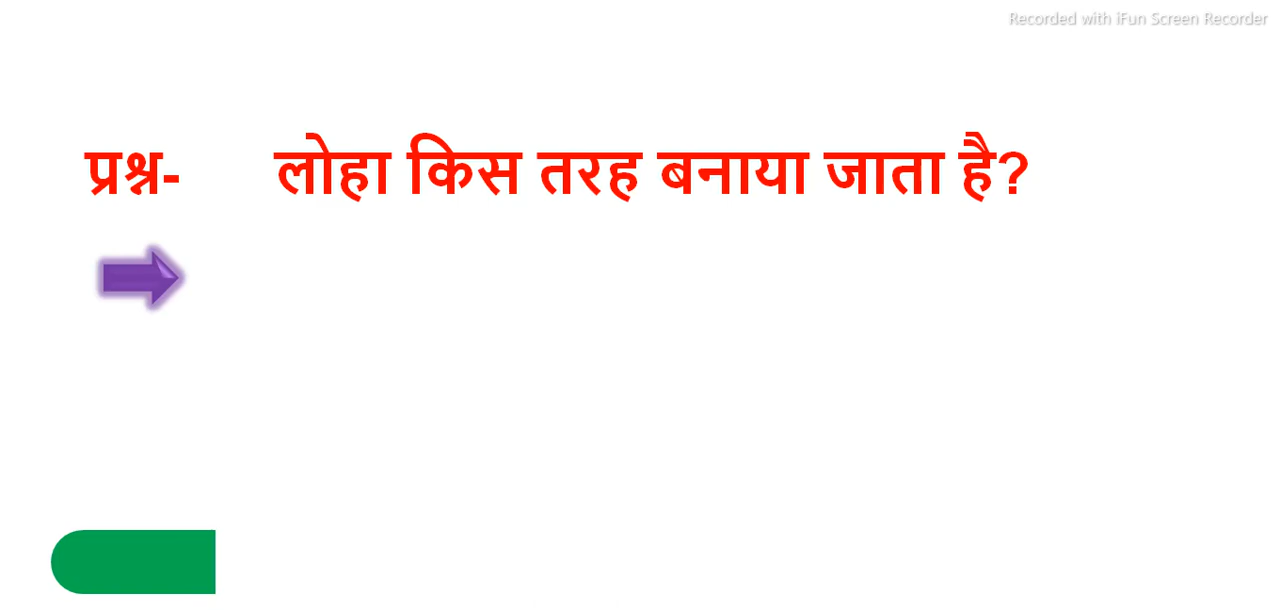 Recorded with iFun Screen Recorder
प्रश्न- लोहा किस तरह बनाया जाता है?